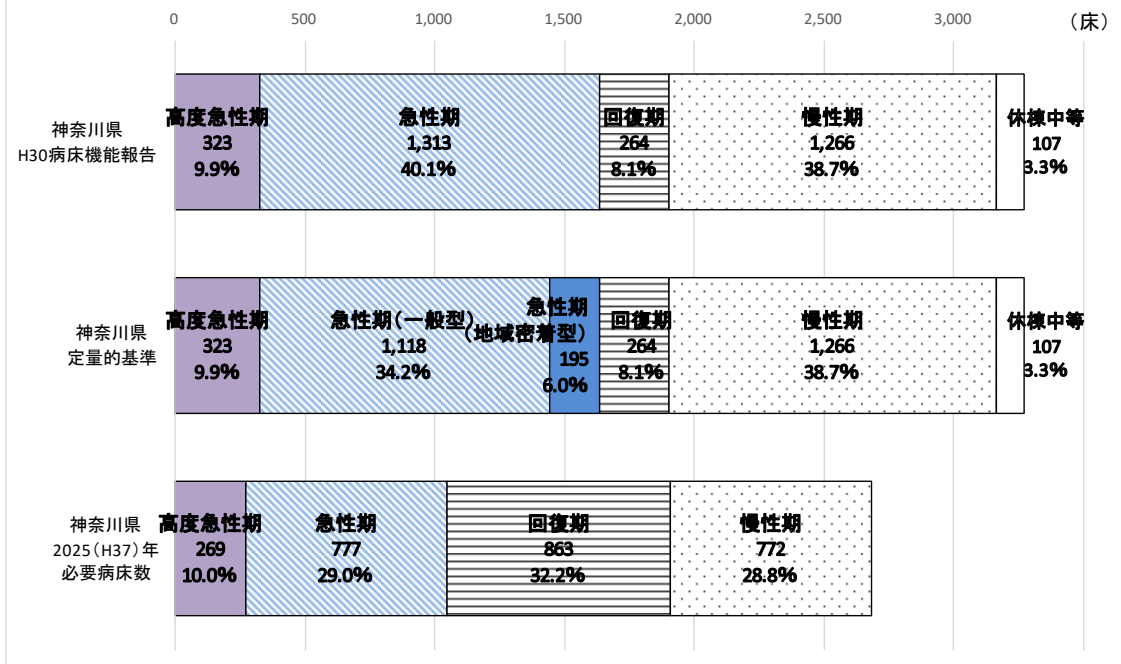 0 500 1,000 1,500 2,000 2,500 3,000 （床）
神奈川県
H30病床機能報告
高度急性期
323
9.9%
急性期
1,313
40.1%
回復期
264
8.1%
慢性期
1,266
38.7%
休棟中等
107
3.3%
神奈川県
定量的基準
高度急性期
323
9.9%
急性期（一般型）
1,118
34.2%
急性期
（地域密着型）
195
6.0%
回復期
264
8.1%
慢性期
1,266
38.7%
休棟中等
107
3.3%
神奈川県
2025（H37）年
必要病床数
高度急性期
269
10.0%
急性期
777
29.0%
回復期
863
32.2%
慢性期
772
28.8%